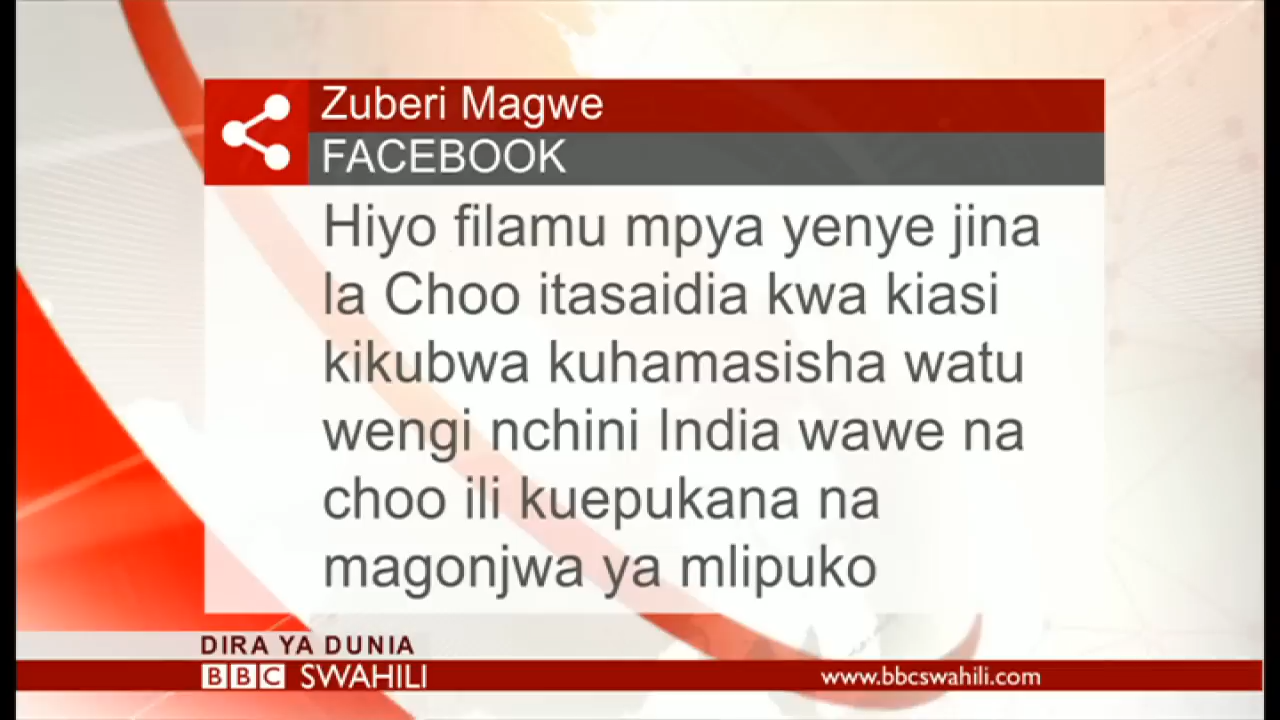 Zuberi Magwe
FACEBOOK
Hiyo filamu mpya yenye jina
la Choo itasaidia kwa kiasi
kikubwa kuhamasisha watu
wengi nchini India wawe na
choo ili kuepukana na
magonjwa ya mlipuko
DIRA YA DUNIA
BBC SWAHILI
www.bbcswahili.com